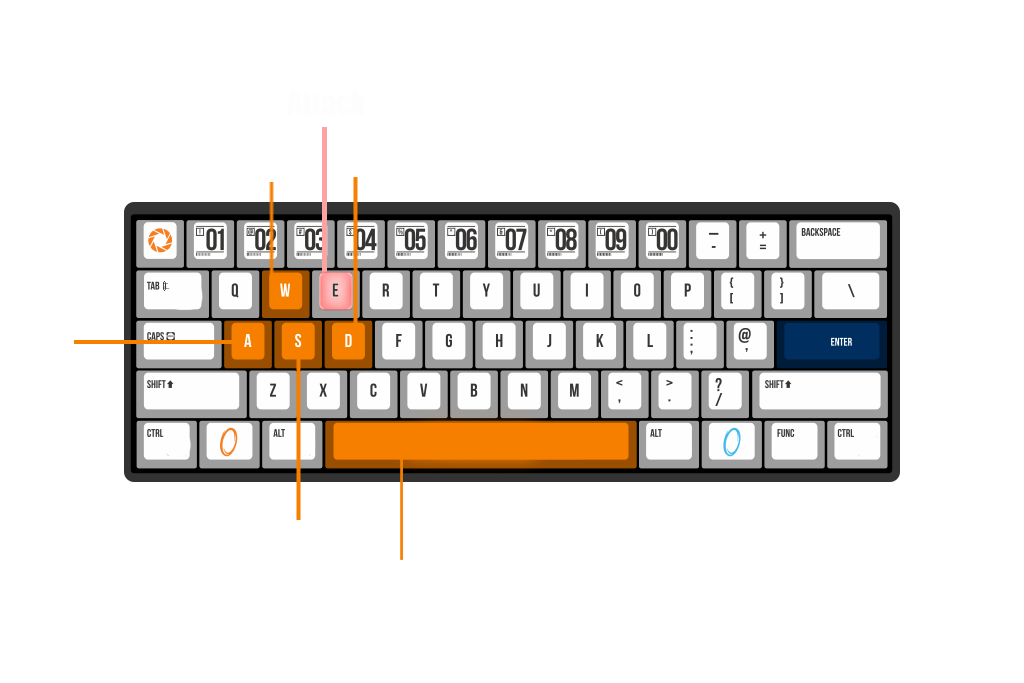 01 02 03 04 05 06 07 08 09 00 — - + = BACKSPACE
TAB Q W E R T Y U I O P { [ } ] \
CAPS A S D F G H J K L : ; @ ' ENTER
SHIFT Z X C V B N M < , > . ? / SHIFT
CTRL ALT ALT FUNC CTRL